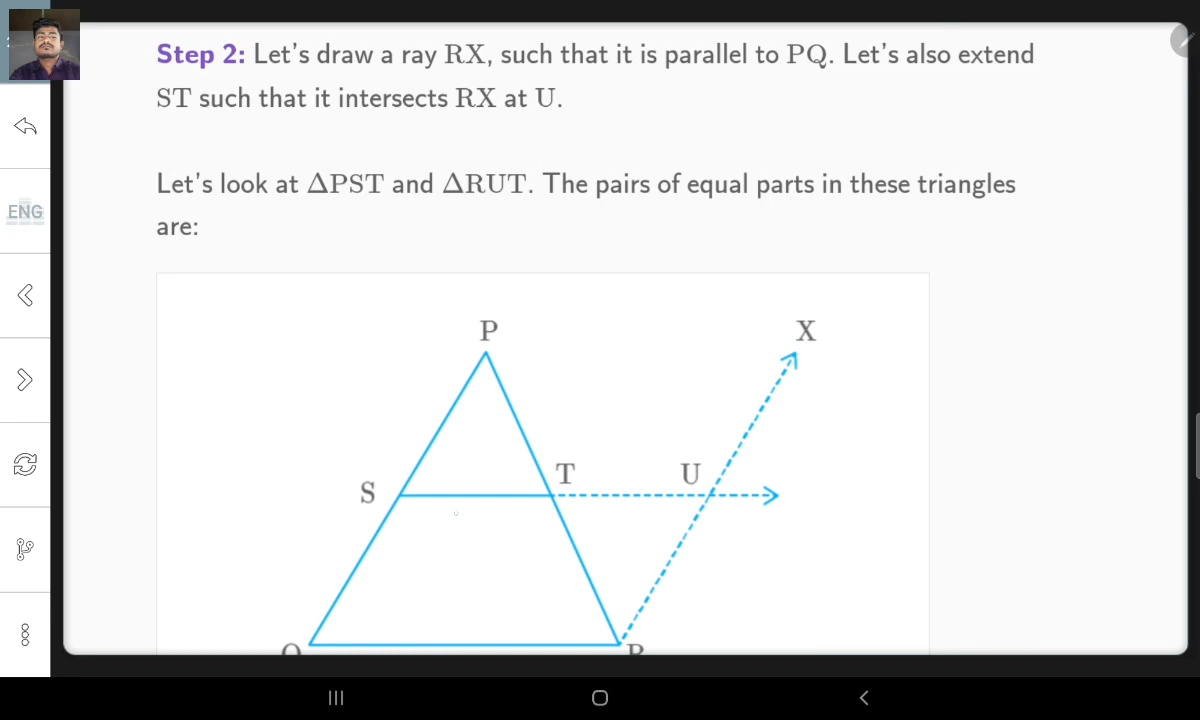 Step 2: Let's draw a ray RX, such that it is parallel to PQ. Let's also extend
ST such that it intersects RX at U.
Let's look at ΔPST and ΔRUT. The pairs of equal parts in these triangles
are:
ENG
P
X
T
U
S
Q
R